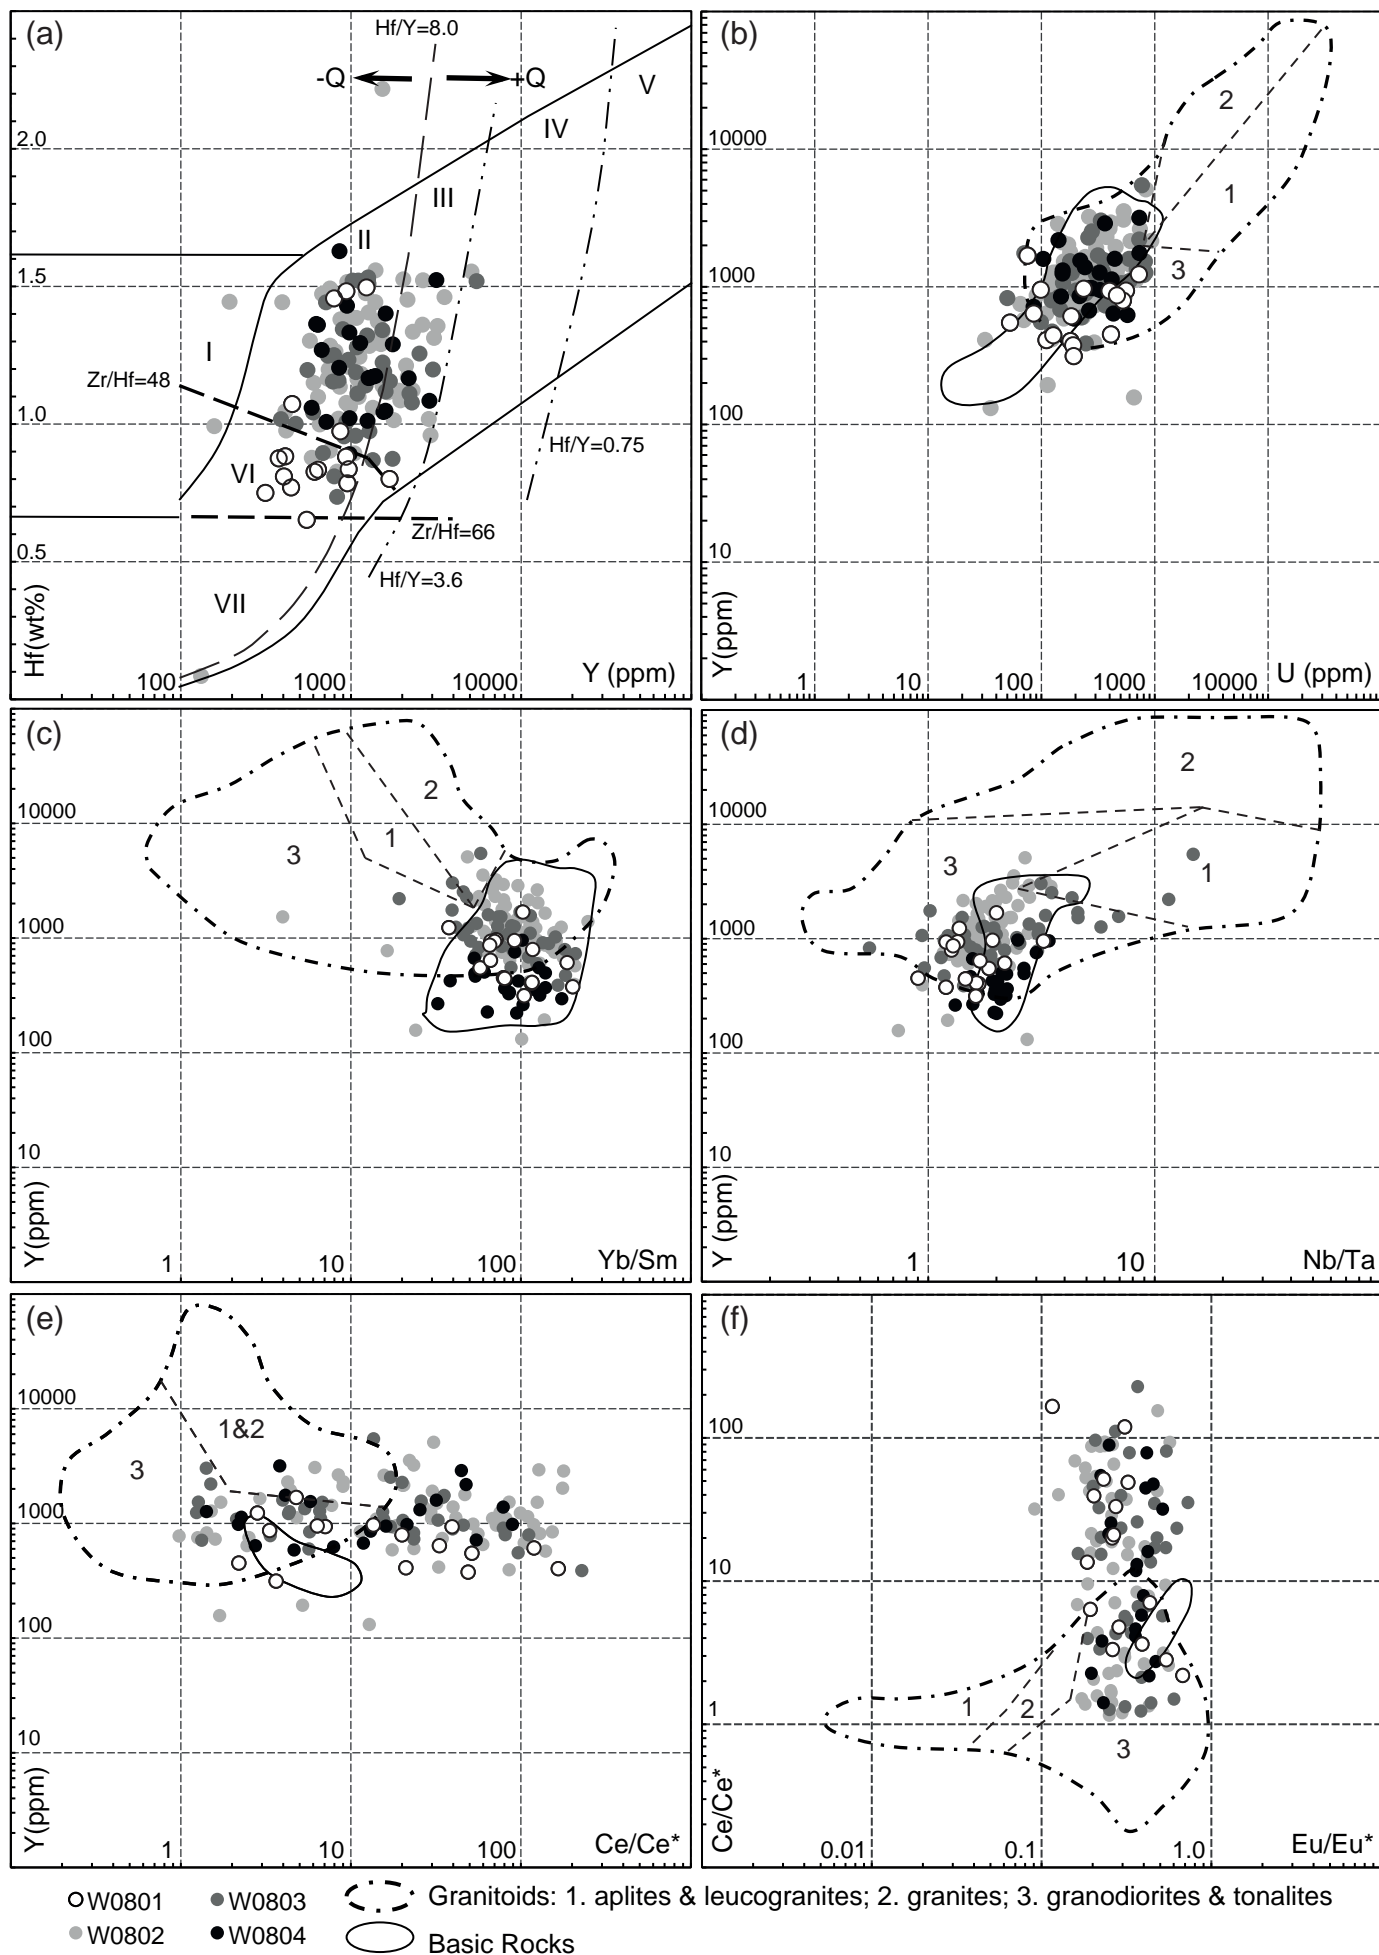 (a)
Hf/Y=8.0
-Q
+Q
V
IV
2.0
III
II
1.5
I
Zr/Hf=48
1.0
Hf/Y=0.75
VI
Zr/Hf=66
0.5
Hf/Y=3.6
VII
Hf(wt%)
100
1000
10000
Y (ppm)
(b)
2
10000
1
3
1000
100
10
Y(ppm)
1
10
100
1000
10000
100000
U (ppm)
(c)
2
10000
1
3
1000
100
10
Y(ppm)
1
10
100
Yb/Sm
(d)
2
10000
3
1
1000
100
10
Y (ppm)
1
10
Nb/Ta
(e)
10000
1&2
3
1000
100
10
Y(ppm)
1
10
100
Ce/Ce*
(f)
100
10
1
1
2
3
Ce/Ce*
0.01
0.1
1.0
Eu/Eu*
W0801
W0803
Granitoids: 1. aplites & leucogranites; 2. granites; 3. granodiorites & tonalites
W0802
W0804
Basic Rocks